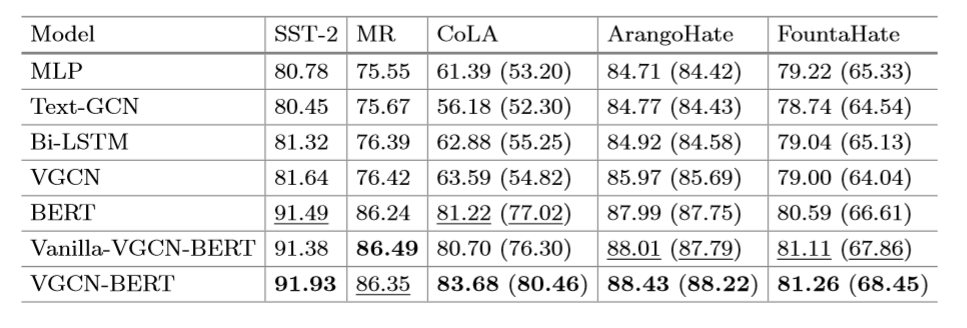 Model SST-2 MR CoLA ArangoHate FountaHate
MLP 80.78 75.55 61.39 (53.20) 84.71 (84.42) 79.22 (65.33)
Text-GCN 80.45 75.67 56.18 (52.30) 84.77 (84.43) 78.74 (64.54)
Bi-LSTM 81.32 76.39 62.88 (55.25) 84.92 (84.58) 79.04 (65.13)
VGCN 81.64 76.42 63.59 (54.82) 85.97 (85.69) 79.00 (64.04)
BERT 91.49 86.24 81.22 (77.02) 87.99 (87.75) 80.59 (66.61)
Vanilla-VGCN-BERT 91.38 86.49 80.70 (76.30) 88.01 (87.79) 81.11 (67.86)
VGCN-BERT 91.93 86.35 83.68 (80.46) 88.43 (88.22) 81.26 (68.45)